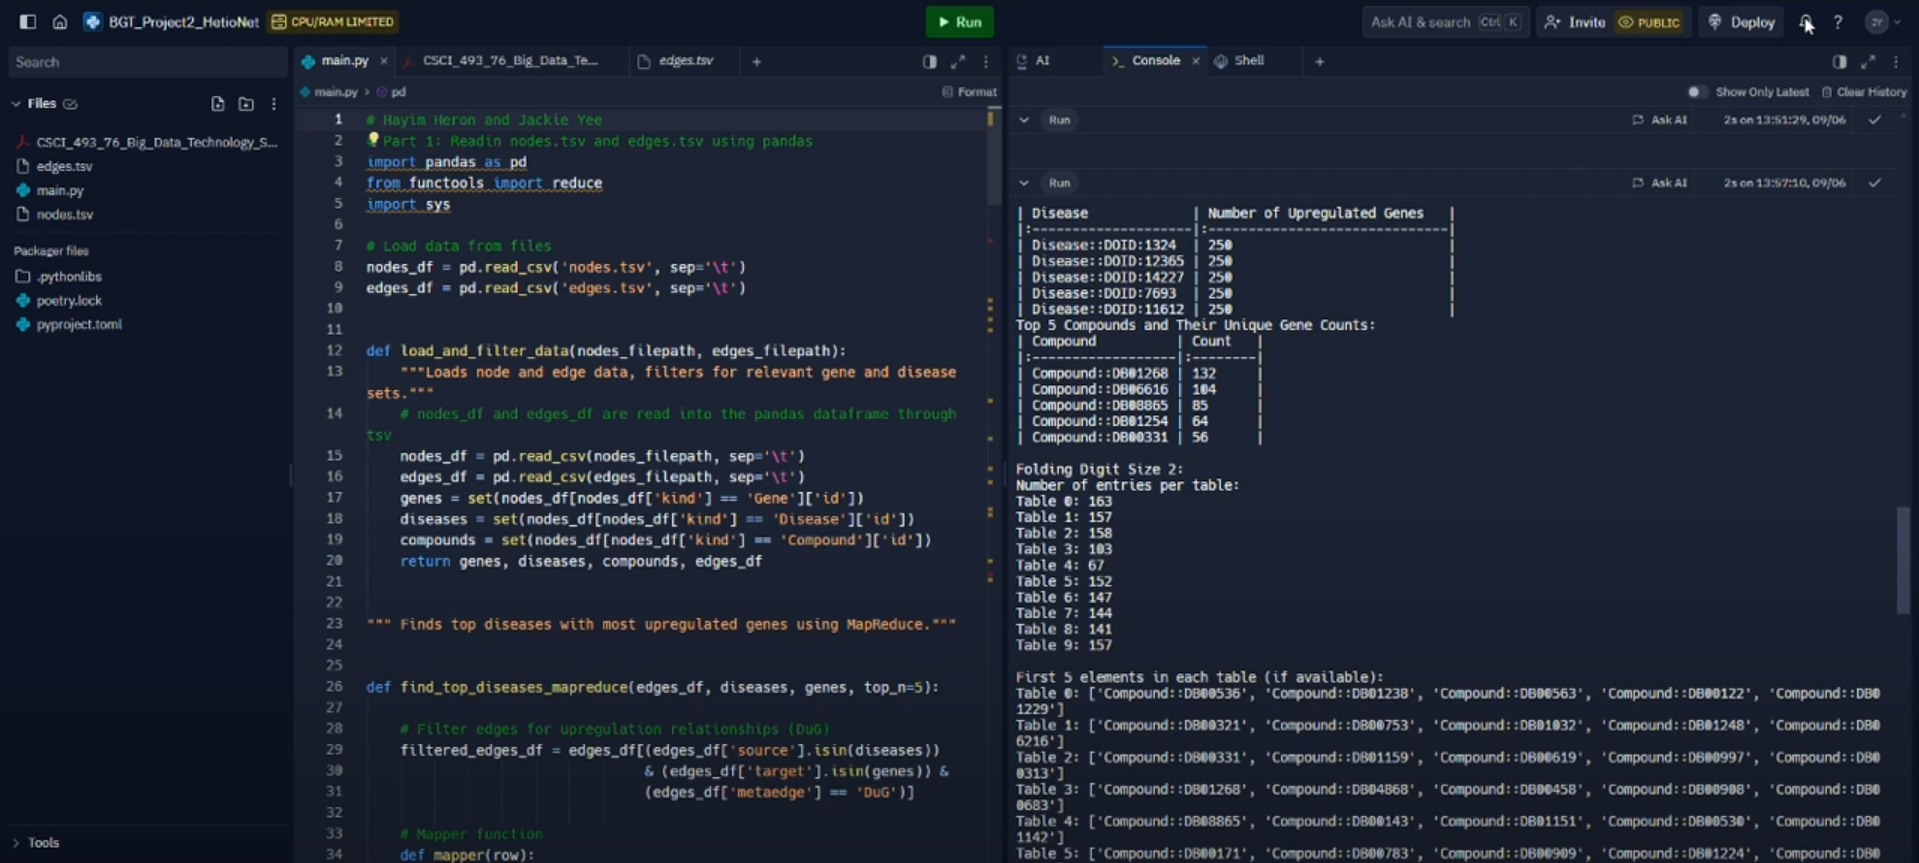 BGT_Project2_HetioNet CPU/RAM LIMITED Run Ask AI & search Ctrl K Invite PUBLIC Deploy ? JY
Search
Files
CSCI_493_76_Big_Data_Technology_S...
edges.tsv
main.py
nodes.tsv
Packager files
.pythonlibs
poetry.lock
pyproject.toml
Tools
main.py × CSCI_493_76_Big_Data_Te... edges.tsv +
main.py > pd Format
1 # Hayim Heron and Jackie Yee
2 Part 1: Readin nodes.tsv and edges.tsv using pandas
3 import pandas as pd
4 from functools import reduce
5 import sys
6
7 # Load data from files
8 nodes_df = pd.read_csv('nodes.tsv', sep='\t')
9 edges_df = pd.read_csv('edges.tsv', sep='\t')
10
11
12 def load_and_filter_data(nodes_filepath, edges_filepath):
13 """Loads node and edge data, filters for relevant gene and disease
sets."""
14 # nodes_df and edges_df are read into the pandas dataframe through
tsv
15 nodes_df = pd.read_csv(nodes_filepath, sep='\t')
16 edges_df = pd.read_csv(edges_filepath, sep='\t')
17 genes = set(nodes_df[nodes_df['kind'] == 'Gene']['id'])
18 diseases = set(nodes_df[nodes_df['kind'] == 'Disease']['id'])
19 compounds = set(nodes_df[nodes_df['kind'] == 'Compound']['id'])
20 return genes, diseases, compounds, edges_df
21
22
23 """ Finds top diseases with most upregulated genes using MapReduce."""
24
25
26 def find_top_diseases_mapreduce(edges_df, diseases, genes, top_n=5):
27
28 # Filter edges for upregulation relationships (DuG)
29 filtered_edges_df = edges_df[(edges_df['source'].isin(diseases))
30 & (edges_df['target'].isin(genes)) &
31 (edges_df['metaedge'] == 'DuG')]
32
33 # Mapper function
34 def mapper(row):
AI Console × Shell +
Show Only Latest Clear History
Run Ask AI 2s on 13:51:29, 09/06
Run Ask AI 2s on 13:57:10, 09/06
| Disease | Number of Upregulated Genes |
|:--------------------|:------------------------------|
| Disease::DOID:1324 | 250 |
| Disease::DOID:12365 | 250 |
| Disease::DOID:14227 | 250 |
| Disease::DOID:7693 | 250 |
| Disease::DOID:11612 | 250 |
Top 5 Compounds and Their Unique Gene Counts:
| Compound | Count |
|:------------------|:--------|
| Compound::DB01268 | 132 |
| Compound::DB06616 | 104 |
| Compound::DB08865 | 85 |
| Compound::DB01254 | 64 |
| Compound::DB00331 | 56 |
Folding Digit Size 2:
Number of entries per table:
Table 0: 163
Table 1: 157
Table 2: 158
Table 3: 103
Table 4: 67
Table 5: 152
Table 6: 147
Table 7: 144
Table 8: 141
Table 9: 157
First 5 elements in each table (if available):
Table 0: ['Compound::DB00536', 'Compound::DB01238', 'Compound::DB00563', 'Compound::DB00122', 'Compound::DB0
1229']
Table 1: ['Compound::DB00321', 'Compound::DB00753', 'Compound::DB01032', 'Compound::DB01248', 'Compound::DB0
6216']
Table 2: ['Compound::DB00331', 'Compound::DB01159', 'Compound::DB00619', 'Compound::DB00997', 'Compound::DB0
0313']
Table 3: ['Compound::DB01268', 'Compound::DB04868', 'Compound::DB00458', 'Compound::DB00908', 'Compound::DB0
0683']
Table 4: ['Compound::DB08865', 'Compound::DB00143', 'Compound::DB01151', 'Compound::DB00530', 'Compound::DB0
1142']
Table 5: ['Compound::DB00171', 'Compound::DB00783', 'Compound::DB00909', 'Compound::DB01224', 'Compound::DB0